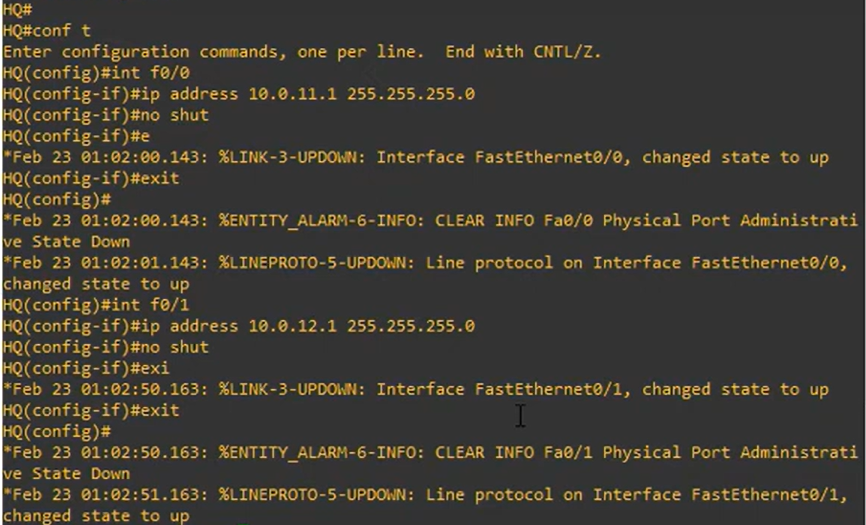 HQ#
HQ#conf t
Enter configuration commands, one per line.  End with CNTL/Z.
HQ(config)#int f0/0
HQ(config-if)#ip address 10.0.11.1 255.255.255.0
HQ(config-if)#no shut
HQ(config-if)#e
*Feb 23 01:02:00.143: %LINK-3-UPDOWN: Interface FastEthernet0/0, changed state to up
HQ(config-if)#exit
HQ(config)#
*Feb 23 01:02:00.143: %ENTITY_ALARM-6-INFO: CLEAR INFO Fa0/0 Physical Port Administrati
ve State Down
*Feb 23 01:02:01.143: %LINEPROTO-5-UPDOWN: Line protocol on Interface FastEthernet0/0,
changed state to up
HQ(config)#int f0/1
HQ(config-if)#ip address 10.0.12.1 255.255.255.0
HQ(config-if)#no shut
HQ(config-if)#exi
*Feb 23 01:02:50.163: %LINK-3-UPDOWN: Interface FastEthernet0/1, changed state to up
HQ(config-if)#exit
HQ(config)#
*Feb 23 01:02:50.163: %ENTITY_ALARM-6-INFO: CLEAR INFO Fa0/1 Physical Port Administrati
ve State Down
*Feb 23 01:02:51.163: %LINEPROTO-5-UPDOWN: Line protocol on Interface FastEthernet0/1,
changed state to up